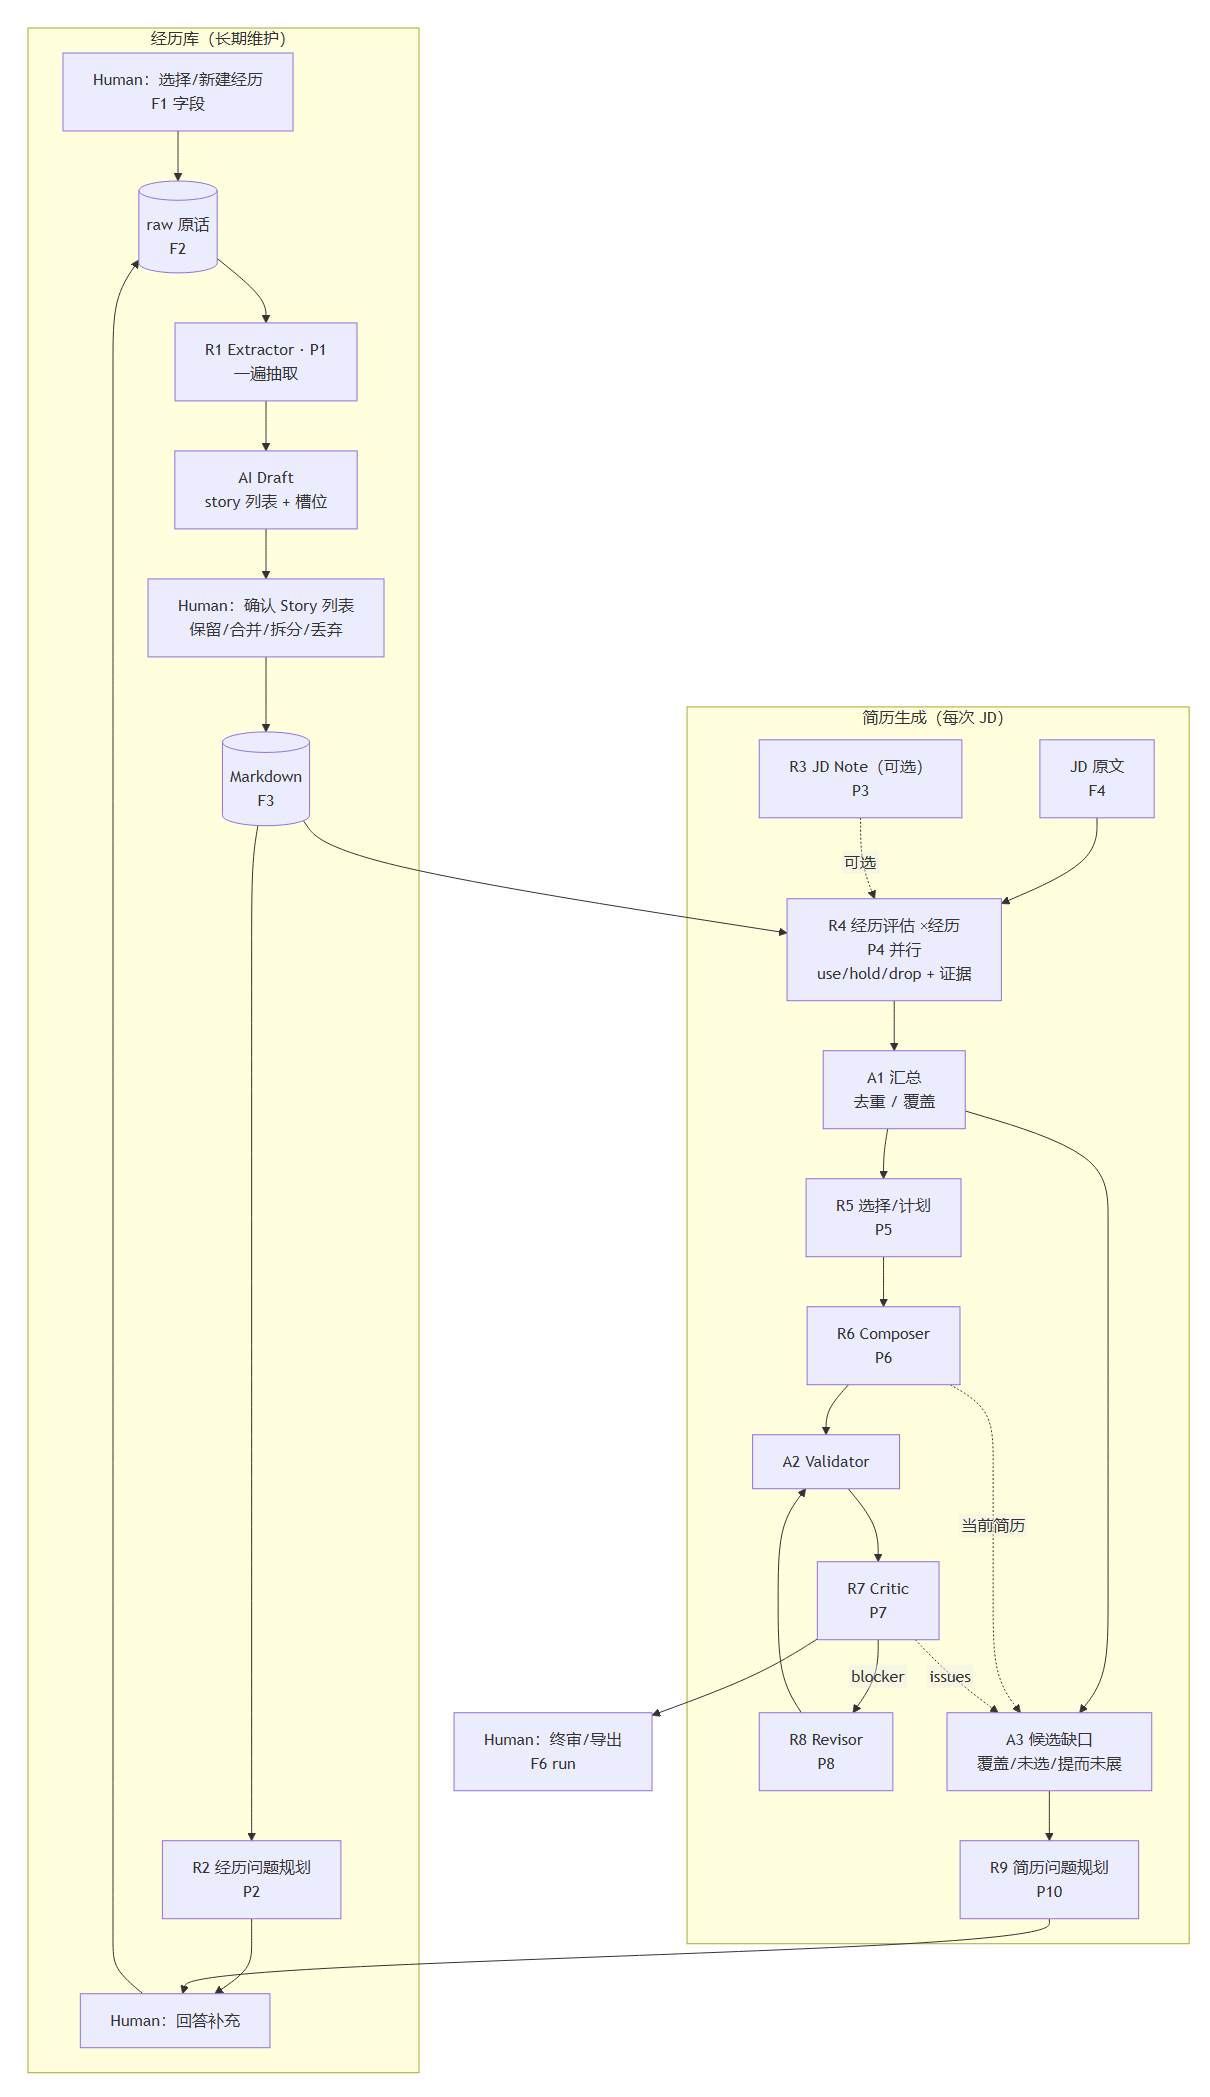 经历库（长期维护）
Human：选择/新建经历
F1 字段
raw 原话
F2
R1 Extractor · P1
一遍抽取
AI Draft
story 列表 + 槽位
Human：确认 Story 列表
保留/合并/拆分/丢弃
Markdown
F3
简历生成（每次 JD）
R3 JD Note（可选）
P3
JD 原文
F4
可选
R4 经历评估 ×经历
P4 并行
use/hold/drop + 证据
A1 汇总
去重 / 覆盖
R5 选择/计划
P5
R6 Composer
P6
A2 Validator
当前简历
R7 Critic
P7
blocker
issues
Human：终审/导出
F6 run
R8 Revisor
P8
A3 候选缺口
覆盖/未选/提而未展
R2 经历问题规划
P2
R9 简历问题规划
P10
Human：回答补充